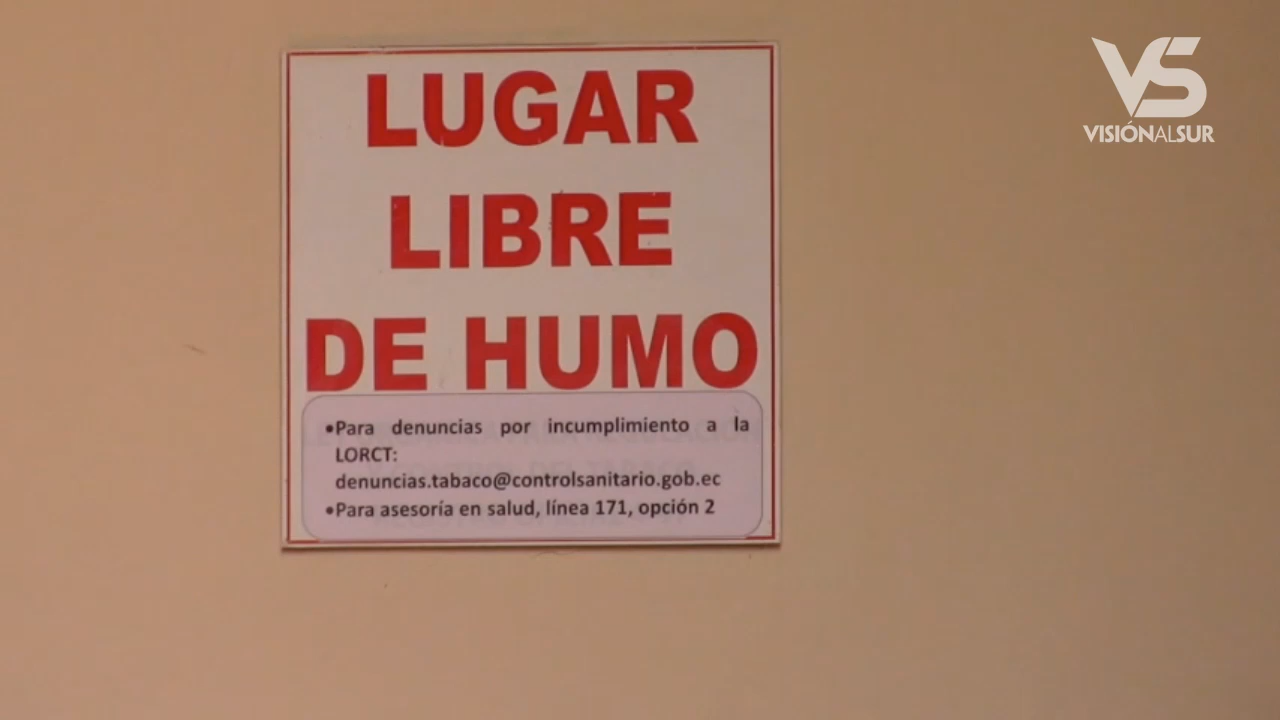 LUGAR
LIBRE
DE HUMO
•Para denuncias por incumplimiento a la
LORCT:
denuncias.tabaco@controlsanitario.gob.ec
•Para asesoría en salud, línea 171, opción 2
VS
VISIÓNALSUR